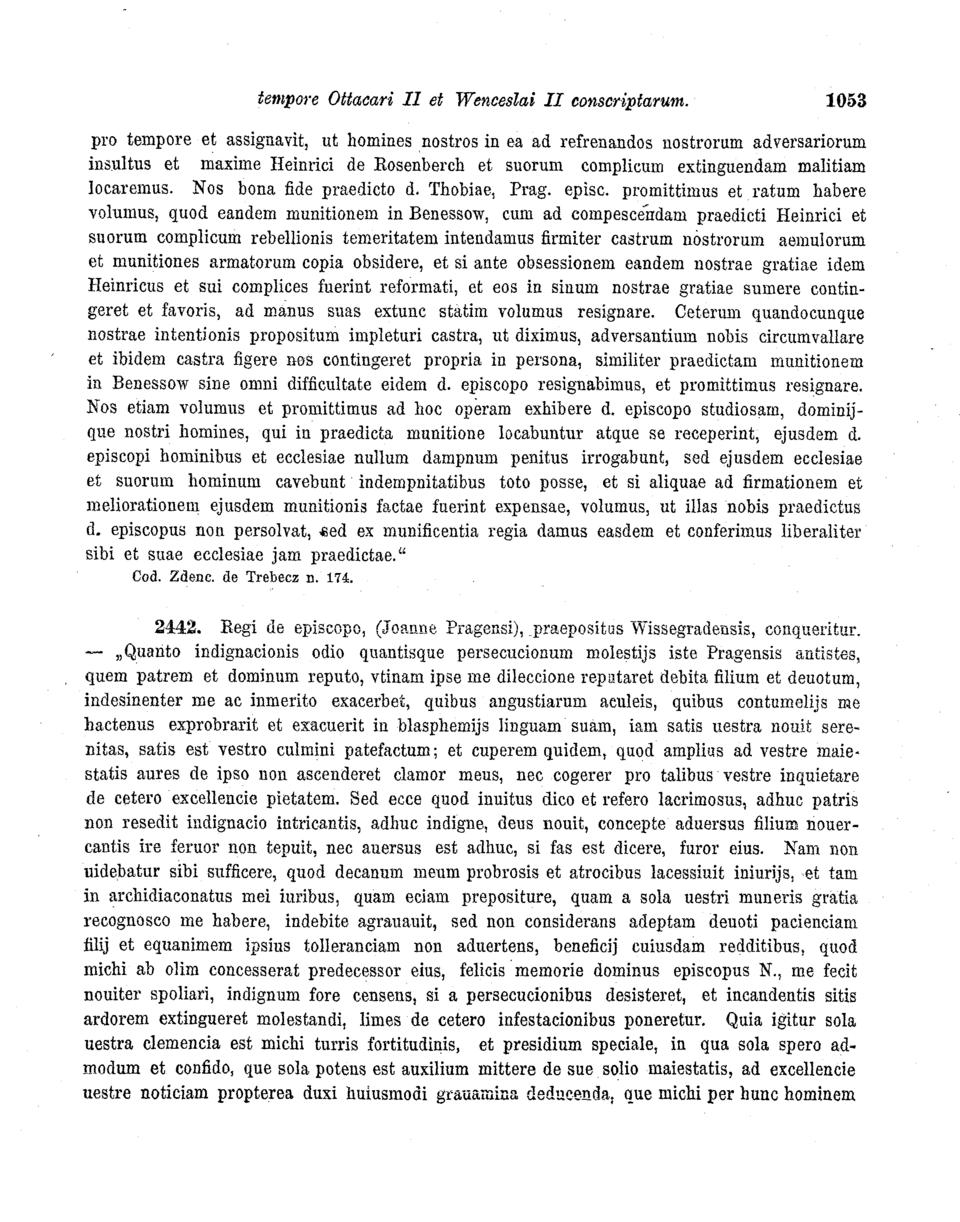 tempore Ottacari II et Wenceslai II conscriptarum. 1053
pro tempore et assignavit, ut homines nostros in ea ad refrenandos nostrorum adversariorum
insultus et maxime Heinrici de Rosenberch et suorum complicum extinguendam malitiam
locaremus. Nos bona fide praedicto d. Thobiae, Prag. episc. promittimus et ratum habere
volumus, quod eandem munitionem in Benessow, cum ad compescendam praedicti Heinrici et
suorum complicum rebellionis temeritatem intendamus firmiter castrum nostrorum aemulorum
et munitiones armatorum copia obsidere, et si ante obsessionem eandem nostrae gratiae idem
Heinricus et sui complices fuerint reformati, et eos in sinum nostrae gratiae sumere contin-
geret et favoris, ad manus suas extunc statim volumus resignare. Ceterum quandocunque
nostrae intentionis propositum impleturi castra, ut diximus, adversantium nobis circumvallare
et ibidem castra figere nos contingeret propria in persona, similiter praedictam munitionem
in Benessow sine omni difficultate eidem d. episcopo resignabimus, et promittimus resignare.
Nos etiam volumus et promittimus ad hoc operam exhibere d. episcopo studiosam, dominij-
que nostri homines, qui in praedicta munitione locabuntur atque se receperint, ejusdem d.
episcopi hominibus et ecclesiae nullum dampnum penitus irrogabunt, sed ejusdem ecclesiae
et suorum hominum cavebunt indempnitatibus toto posse, et si aliquae ad firmationem et
meliorationem ejusdem munitionis factae fuerint expensae, volumus, ut illas nobis praedictus
d. episcopus non persolvat, sed ex munificentia regia damus easdem et conferimus liberaliter
sibi et suae ecclesiae jam praedictae.“
Cod. Zdenc. de Trebecz n. 174.
2442. Regi de episcopo, (Joanne Pragensi), praepositus Wissegradensis, conqueritur.
— „Quanto indignacionis odio quantisque persecucionum molestijs iste Pragensis antistes,
quem patrem et dominum reputo, vtinam ipse me dileccione reputaret debita filium et deuotum,
indesinenter me ac inmerito exacerbet, quibus angustiarum aculeis, quibus contumelijs me
hactenus exprobrarit et exacuerit in blasphemijs linguam suam, iam satis uestra nouit sere-
nitas, satis est vestro culmini patefactum; et cuperem quidem, quod amplius ad vestre maie-
statis aures de ipso non ascenderet clamor meus, nec cogerer pro talibus vestre inquietare
de cetero excellencie pietatem. Sed ecce quod inuitus dico et refero lacrimosus, adhuc patris
non resedit indignacio intricantis, adhuc indigne, deus nouit, concepte aduersus filium nouer-
cantis ire feruor non tepuit, nec auersus est adhuc, si fas est dicere, furor eius. Nam non
uidebatur sibi sufficere, quod decanum meum probrosis et atrocibus lacessiuit iniurijs, et tam
in archidiaconatus mei iuribus, quam eciam prepositure, quam a sola uestri muneris gratia
recognosco me habere, indebite agrauauit, sed non considerans adeptam deuoti pacienciam
filij et equanimem ipsius tolleranciam non aduertens, beneficij cuiusdam redditibus, quod
michi ab olim concesserat predecessor eius, felicis memorie dominus episcopus N., me fecit
nouiter spoliari, indignum fore censens, si a persecucionibus desisteret, et incandentis sitis
ardorem extingueret molestandi, limes de cetero infestacionibus poneretur. Quia igitur sola
uestra clemencia est michi turris fortitudinis, et presidium speciale, in qua sola spero ad-
modum et confido, que sola potens est auxilium mittere de sue solio maiestatis, ad excellencie
uestre noticiam propterea duxi huiusmodi grauamina deducenda, que michi per hunc hominem